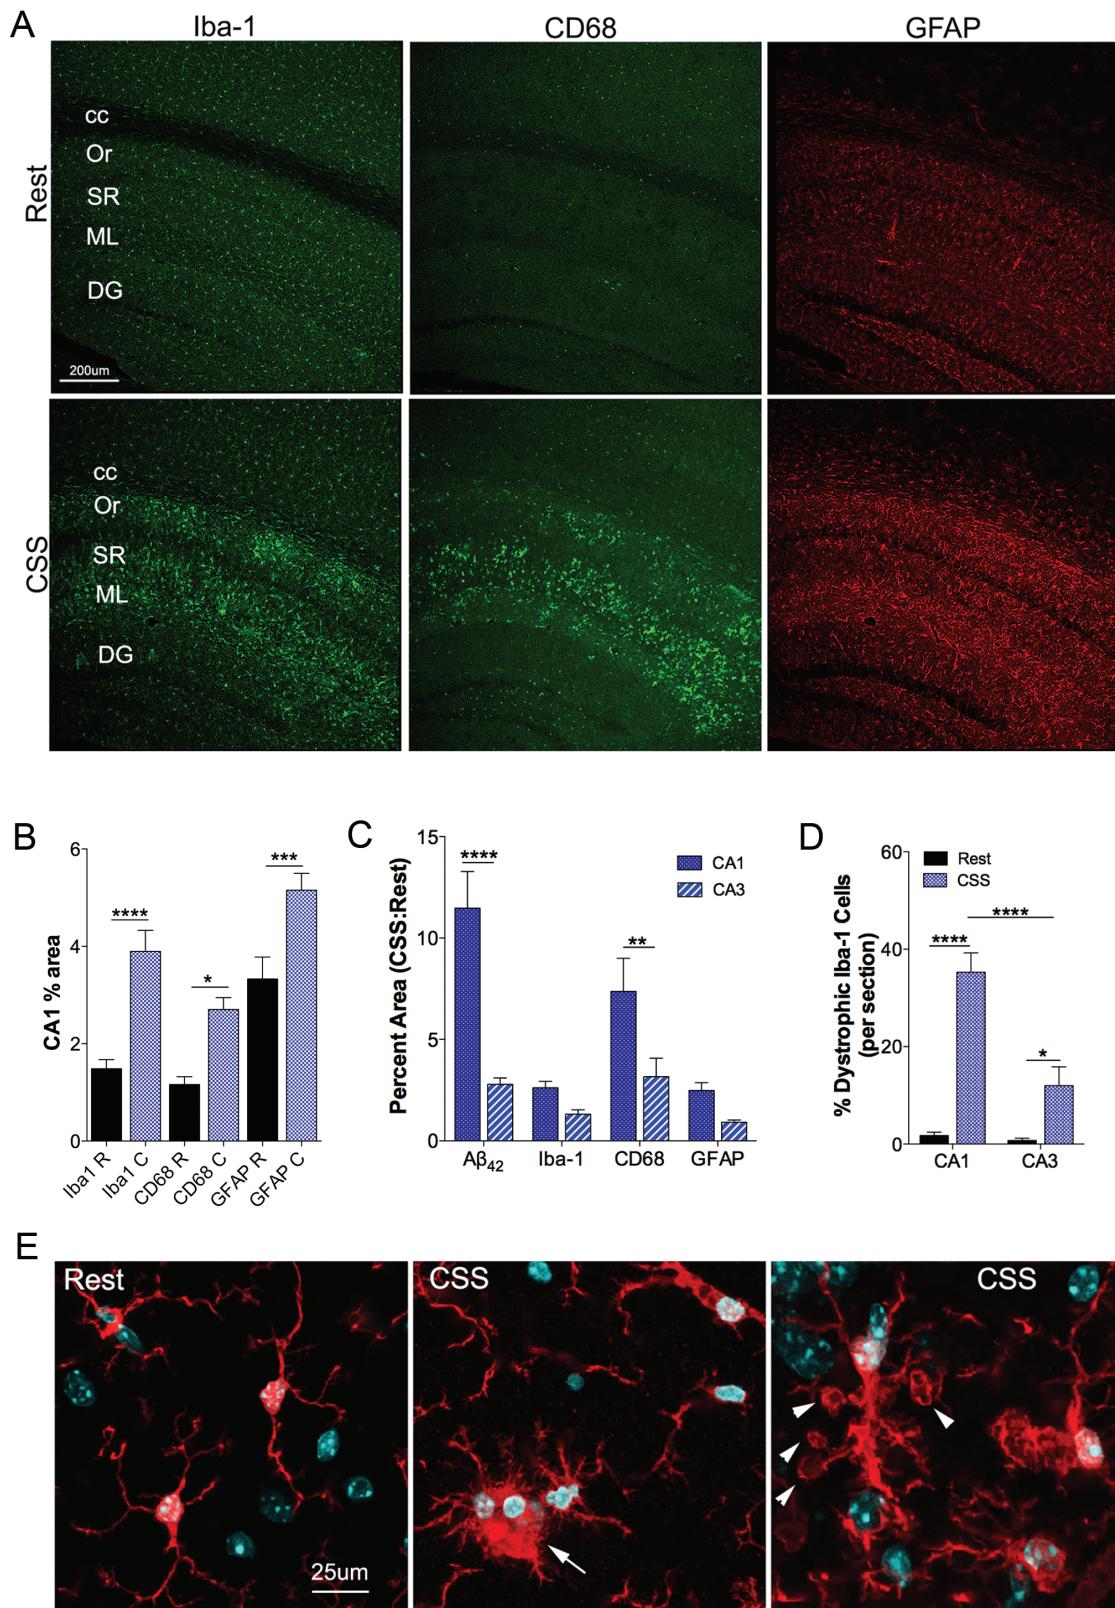 A
Iba-1
CD68
GFAP
Rest
cc
Or
SR
ML
DG
200um
CSS
cc
Or
SR
ML
DG
B
CA1 % area
6
4
2
0
****
*
***
Iba1 R
Iba1 C
CD68 R
CD68 C
GFAP R
GFAP C
C
Percent Area (CSS:Rest)
15
10
5
0
****
**
CA1
CA3
Aβ42
Iba-1
CD68
GFAP
D
% Dystrophic Iba-1 Cells
(per section)
60
40
20
0
Rest
CSS
****
****
*
CA1
CA3
E
Rest
CSS
CSS
25um